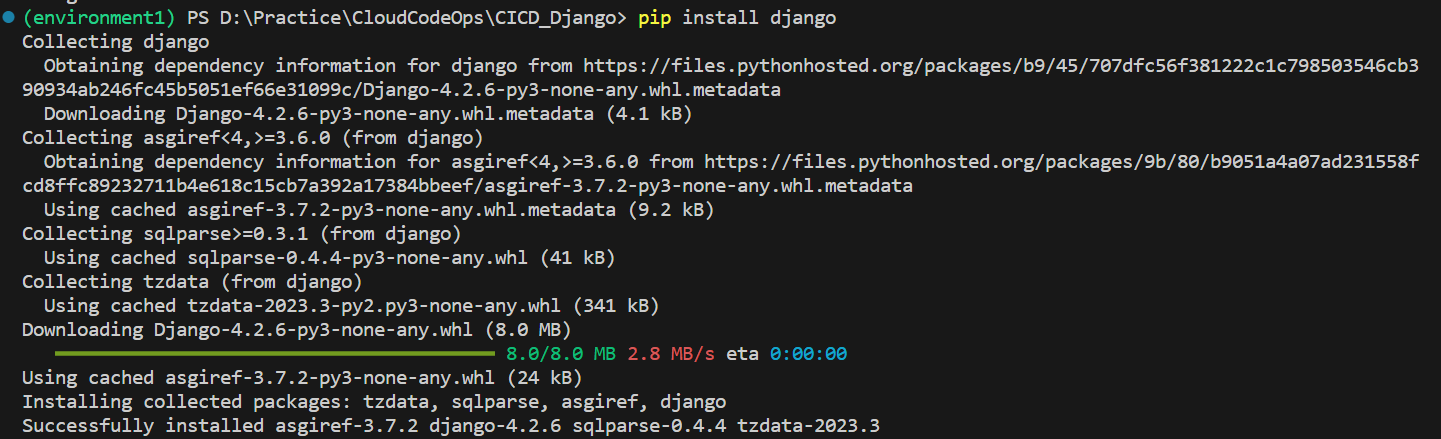 (environment1) PS D:\Practice\CloudCodeOps\CICD_Django> pip install django
Collecting django
  Obtaining dependency information for django from https://files.pythonhosted.org/packages/b9/45/707dfc56f381222c1c798503546cb3
90934ab246fc45b5051ef66e31099c/Django-4.2.6-py3-none-any.whl.metadata
  Downloading Django-4.2.6-py3-none-any.whl.metadata (4.1 kB)
Collecting asgiref<4,>=3.6.0 (from django)
  Obtaining dependency information for asgiref<4,>=3.6.0 from https://files.pythonhosted.org/packages/9b/80/b9051a4a07ad231558f
cd8ffc89232711b4e618c15cb7a392a17384bbeef/asgiref-3.7.2-py3-none-any.whl.metadata
  Using cached asgiref-3.7.2-py3-none-any.whl.metadata (9.2 kB)
Collecting sqlparse>=0.3.1 (from django)
  Using cached sqlparse-0.4.4-py3-none-any.whl (41 kB)
Collecting tzdata (from django)
  Using cached tzdata-2023.3-py2.py3-none-any.whl (341 kB)
Downloading Django-4.2.6-py3-none-any.whl (8.0 MB)
8.0/8.0 MB 2.8 MB/s eta 0:00:00
Using cached asgiref-3.7.2-py3-none-any.whl (24 kB)
Installing collected packages: tzdata, sqlparse, asgiref, django
Successfully installed asgiref-3.7.2 django-4.2.6 sqlparse-0.4.4 tzdata-2023.3